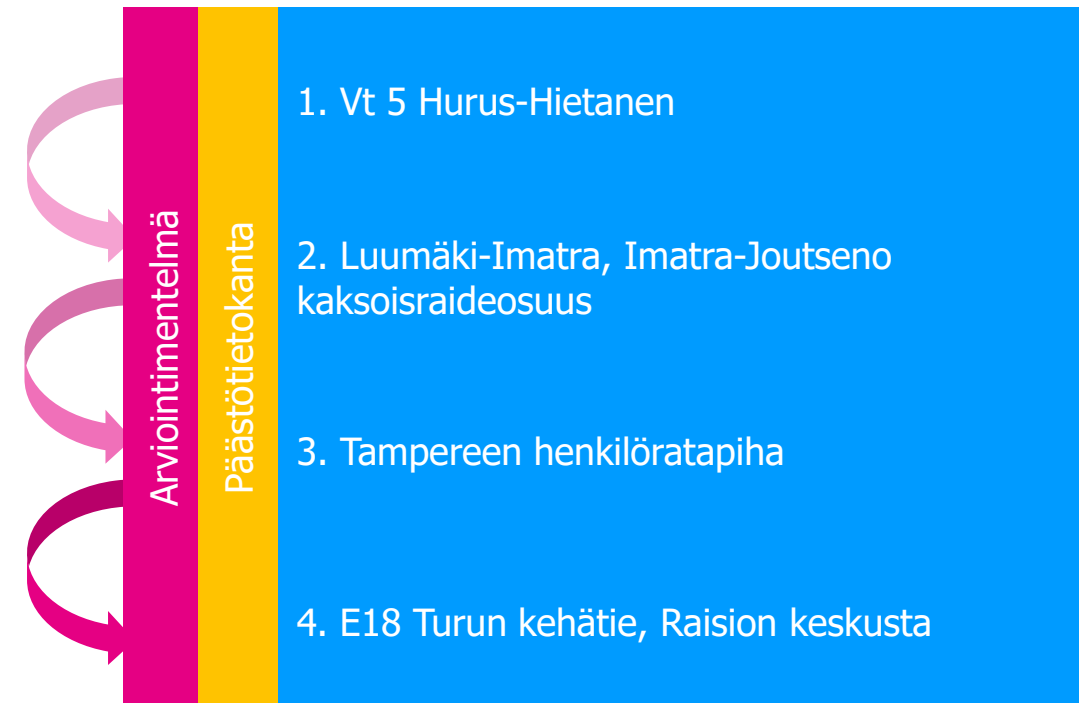 Arviointimentelmä
Päästötietokanta
1. Vt 5 Hurus-Hietanen
2. Luumäki-Imatra, Imatra-Joutseno
kaksoisraideosuus
3. Tampereen henkilöratapiha
4. E18 Turun kehätie, Raision keskusta